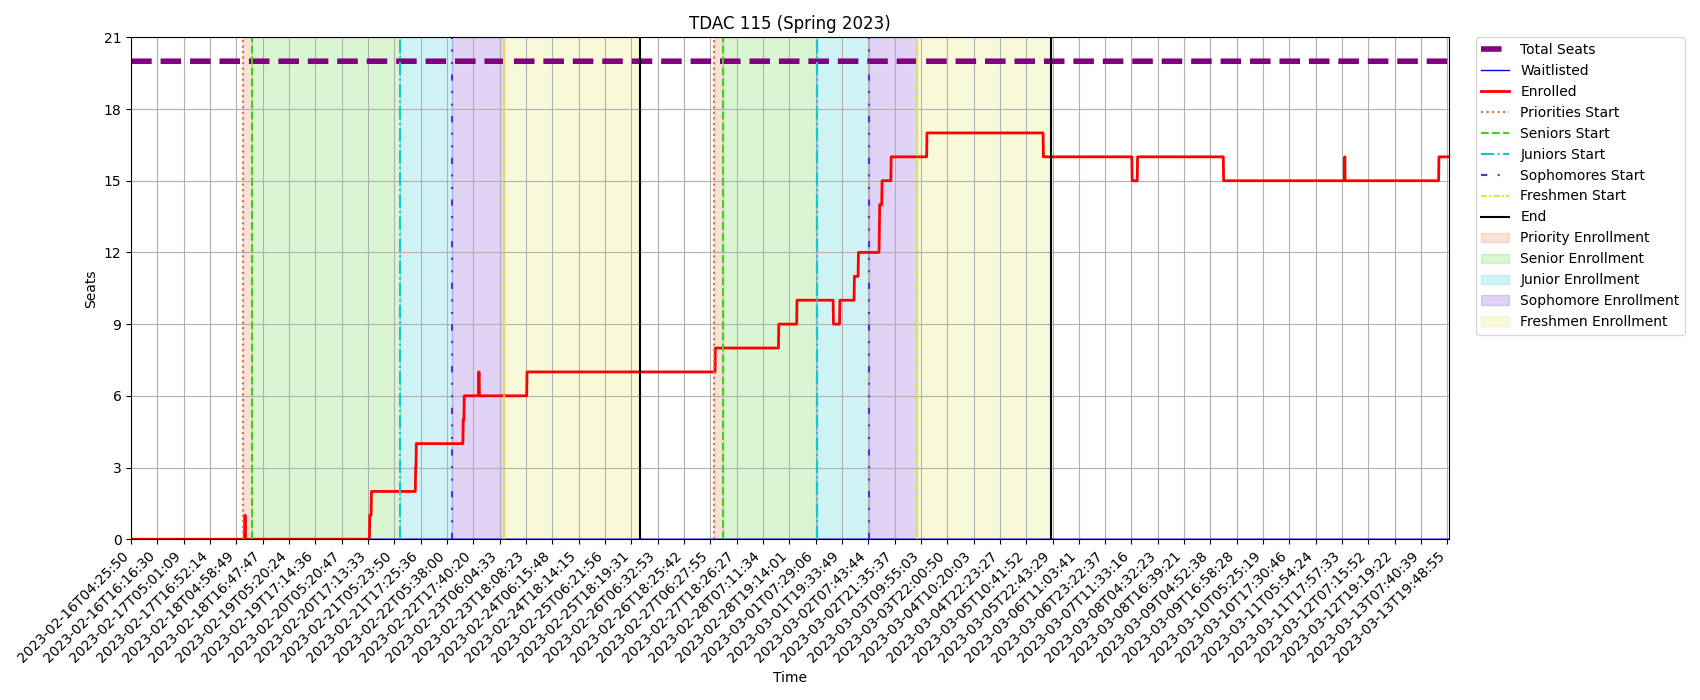 TDAC 115 (Spring 2023)
21
18
15
12
9
6
3
0
Seats
2023-02-16T04:25:50
2023-02-16T16:16:30
2023-02-17T05:01:09
2023-02-17T16:52:14
2023-02-18T04:58:49
2023-02-18T16:47:47
2023-02-19T05:20:24
2023-02-19T17:14:36
2023-02-20T05:20:47
2023-02-20T17:13:33
2023-02-21T05:23:50
2023-02-21T17:25:36
2023-02-22T05:38:00
2023-02-22T17:40:20
2023-02-23T06:04:33
2023-02-23T18:08:23
2023-02-24T06:15:48
2023-02-24T18:14:15
2023-02-25T06:21:56
2023-02-25T18:19:31
2023-02-26T06:32:53
2023-02-26T18:25:42
2023-02-27T06:27:55
2023-02-27T18:26:27
2023-02-28T07:11:34
2023-02-28T19:14:01
2023-03-01T07:29:06
2023-03-01T19:33:49
2023-03-02T07:43:44
2023-03-02T21:35:37
2023-03-03T09:55:03
2023-03-03T22:00:50
2023-03-04T10:20:03
2023-03-04T22:23:27
2023-03-05T10:41:52
2023-03-05T22:43:29
2023-03-06T11:03:41
2023-03-06T23:22:37
2023-03-07T11:33:16
2023-03-08T04:32:23
2023-03-08T16:39:21
2023-03-09T04:52:38
2023-03-09T16:58:28
2023-03-10T05:25:19
2023-03-10T17:30:46
2023-03-11T05:54:24
2023-03-11T17:57:33
2023-03-12T07:15:52
2023-03-12T19:19:22
2023-03-13T07:40:39
2023-03-13T19:48:55
Time
Total Seats
Waitlisted
Enrolled
Priorities Start
Seniors Start
Juniors Start
Sophomores Start
Freshmen Start
End
Priority Enrollment
Senior Enrollment
Junior Enrollment
Sophomore Enrollment
Freshmen Enrollment